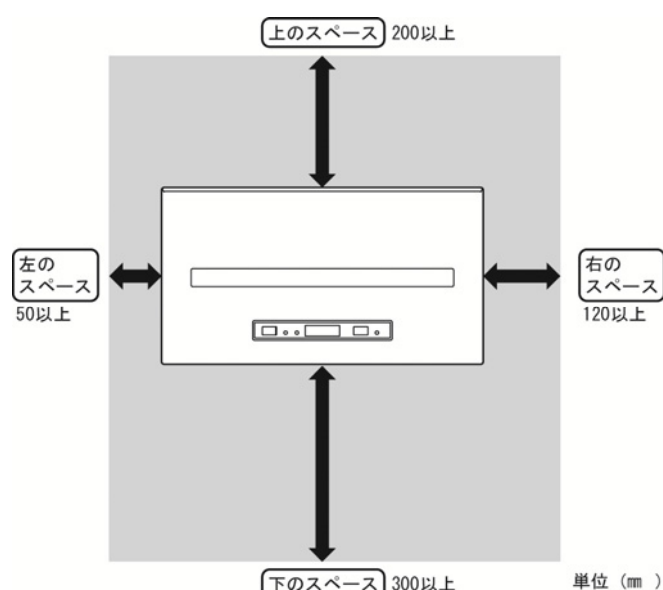 上のスペース 200以上
左の
スペース
50以上
右の
スペース
120以上
下のスペース 300以上
単位（㎜ ）